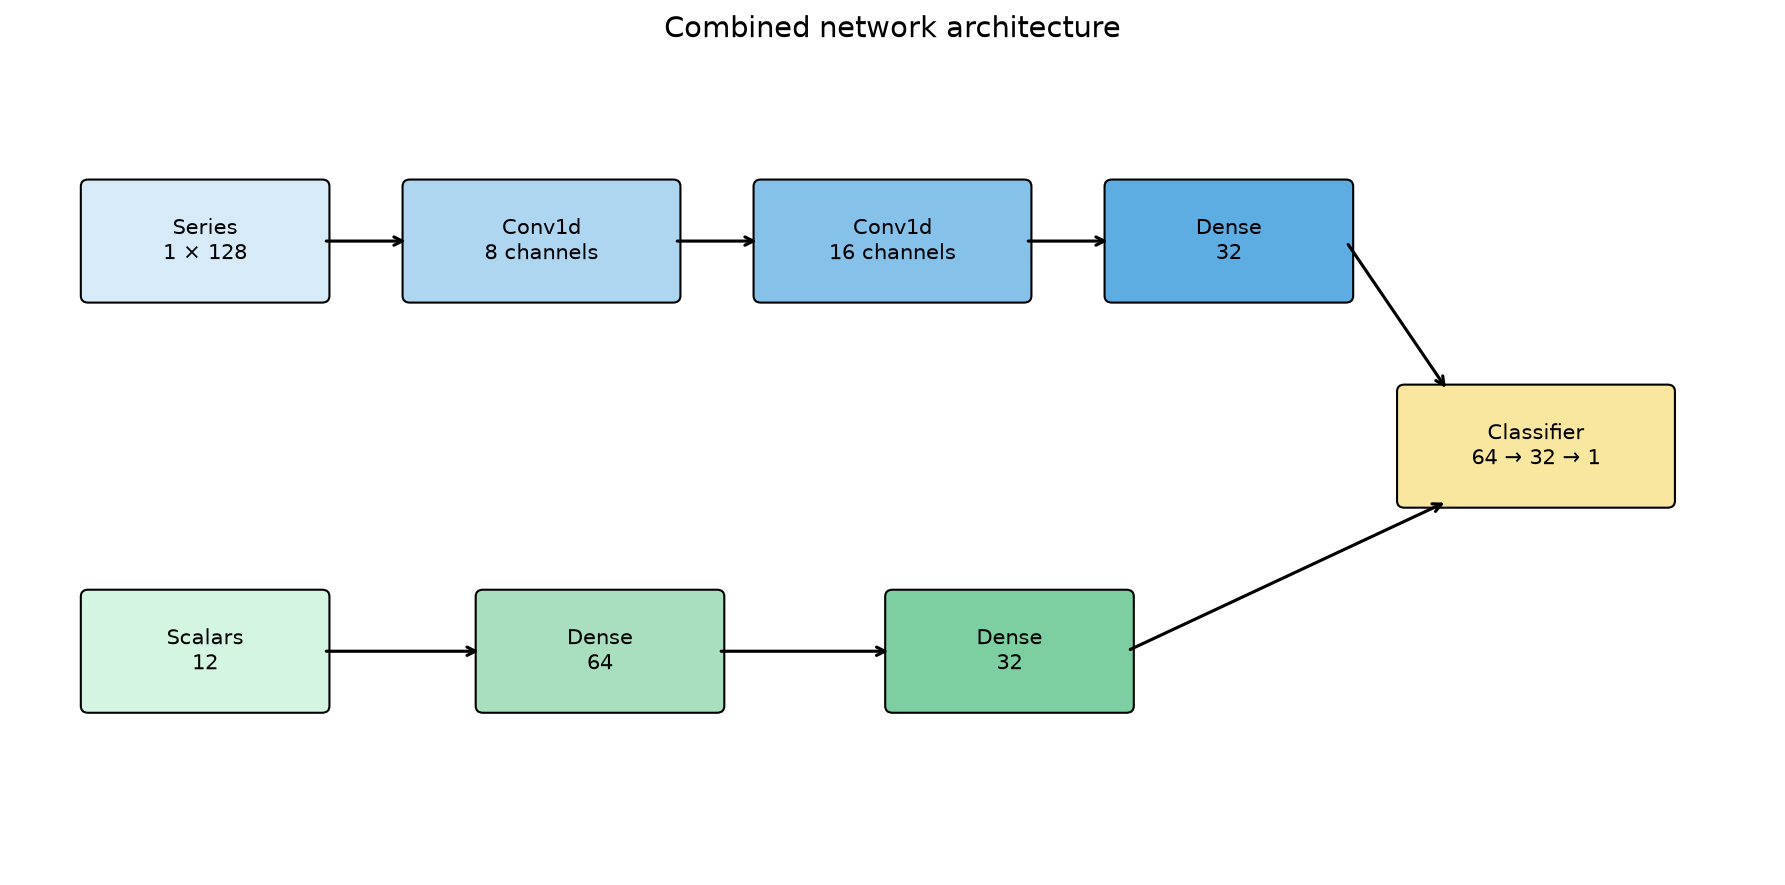 Combined network architecture
Series
1 × 128
Conv1d
8 channels
Conv1d
16 channels
Dense
32
Classifier
64 → 32 → 1
Scalars
12
Dense
64
Dense
32